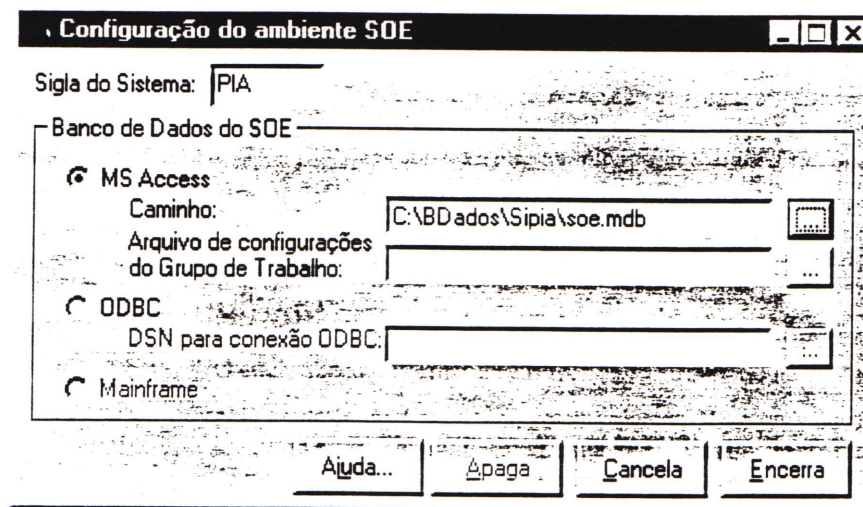 Configuração do ambiente SOE
Sigla do Sistema: PIA
Banco de Dados do SOE
MS Access
Caminho: C:\BDados\Sipia\soe.mdb
...
Arquivo de configurações
do Grupo de Trabalho:
...
ODBC
DSN para conexão ODBC:
...
Mainframe
Ajuda...
Apaga
Cancela
Encerra